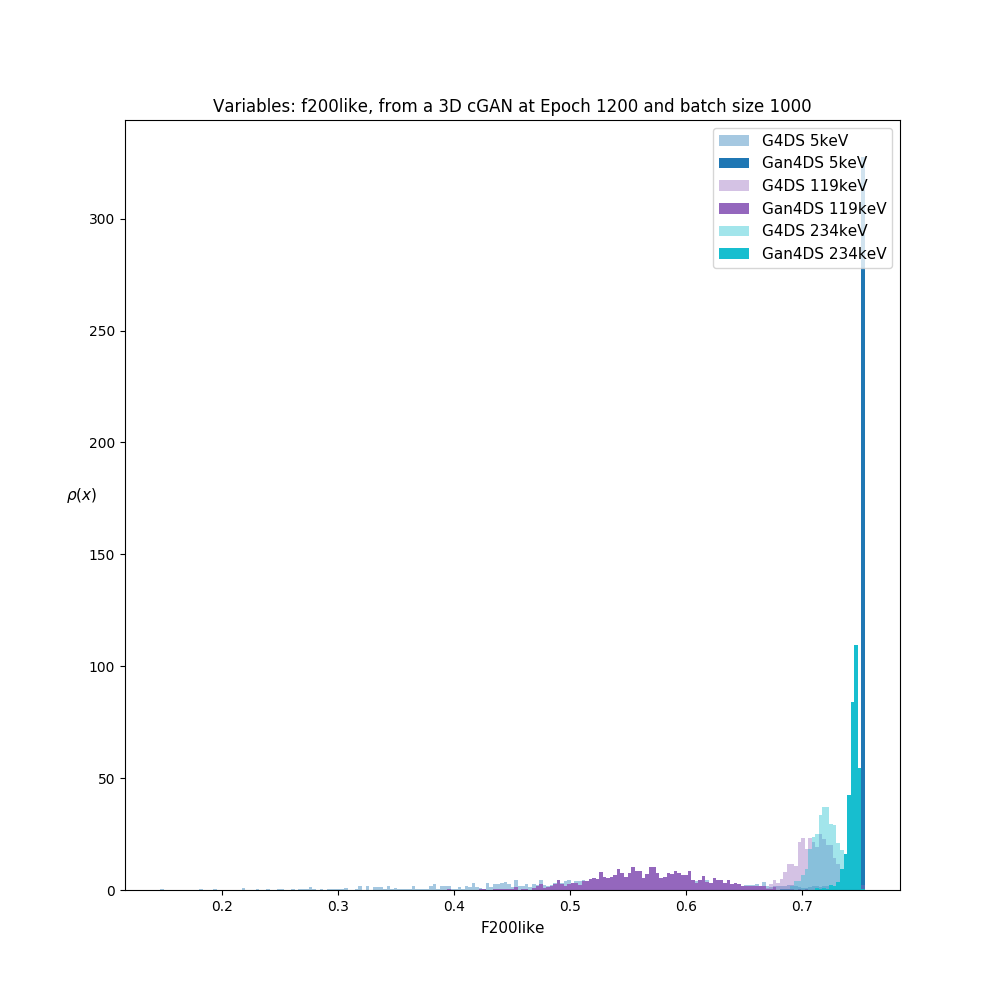 Variables: f200like, from a 3D cGAN at Epoch 1200 and batch size 1000
G4DS 5keV
Gan4DS 5keV
G4DS 119keV
Gan4DS 119keV
G4DS 234keV
Gan4DS 234keV
300
250
200
150
100
50
0
ρ(x)
0.2 0.3 0.4 0.5 0.6 0.7
F200like